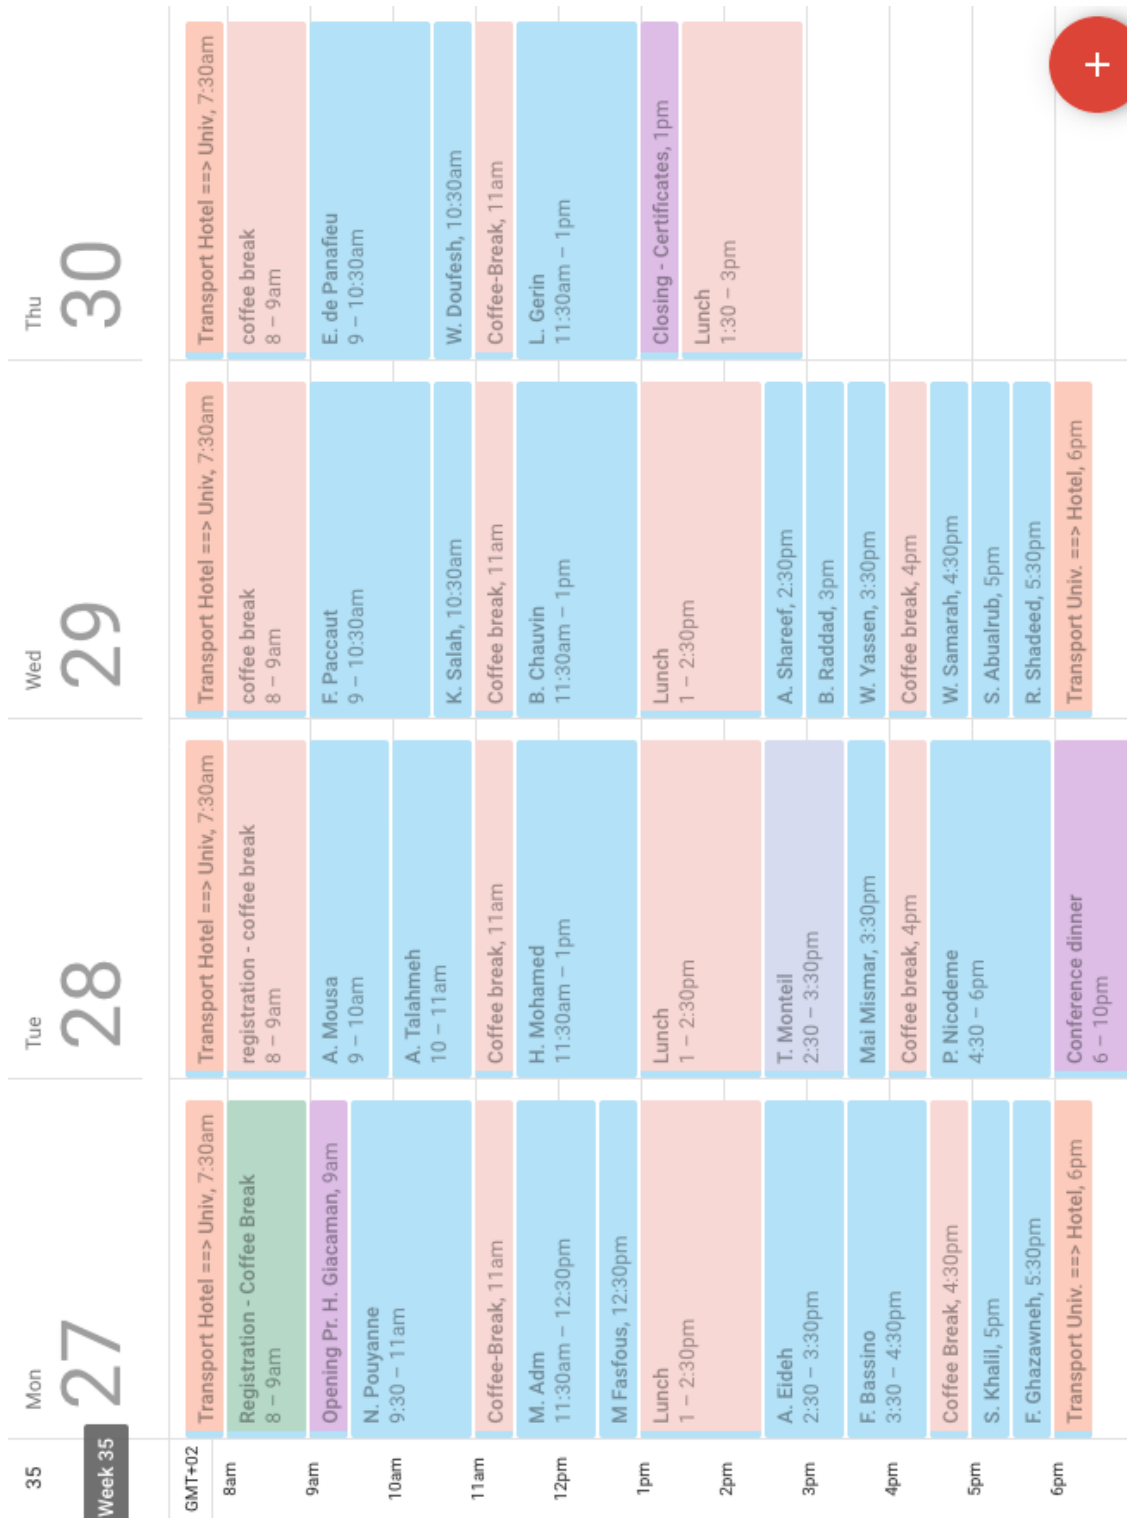 35
Week 35
GMT+02
8am
9am
10am
11am
12pm
1pm
2pm
3pm
4pm
5pm
6pm
Mon
27
Transport Hotel ==> Univ, 7:30am
Registration - Coffee Break
8 – 9am
Opening Pr. H. Giacaman, 9am
N. Pouyanne
9:30 – 11am
Coffee-Break, 11am
M. Adm
11:30am – 12:30pm
M Fasfous, 12:30pm
Lunch
1 – 2:30pm
A. Eideh
2:30 – 3:30pm
F. Bassino
3:30 – 4:30pm
Coffee Break, 4:30pm
S. Khalil, 5pm
F. Ghazawneh, 5:30pm
Transport Univ. ==> Hotel, 6pm
Tue
28
Transport Hotel ==> Univ, 7:30am
registration - coffee break
8 – 9am
A. Mousa
9 – 10am
A. Talahmeh
10 – 11am
Coffee break, 11am
H. Mohamed
11:30am – 1pm
Lunch
1 – 2:30pm
T. Monteil
2:30 – 3:30pm
Mai Mismar, 3:30pm
Coffee break, 4pm
P. Nicodeme
4:30 – 6pm
Conference dinner
6 – 10pm
Wed
29
Transport Hotel ==> Univ, 7:30am
coffee break
8 – 9am
F. Paccaut
9 – 10:30am
K. Salah, 10:30am
Coffee break, 11am
B. Chauvin
11:30am – 1pm
Lunch
1 – 2:30pm
A. Shareef, 2:30pm
B. Raddad, 3pm
W. Yassen, 3:30pm
Coffee break, 4pm
W. Samarah, 4:30pm
S. Abualrub, 5pm
R. Shadeed, 5:30pm
Transport Univ. ==> Hotel, 6pm
Thu
30
Transport Hotel ==> Univ, 7:30am
coffee break
8 – 9am
E. de Panafieu
9 – 10:30am
W. Doufesh, 10:30am
Coffee-Break, 11am
L. Gerin
11:30am – 1pm
Closing - Certificates, 1pm
Lunch
1:30 – 3pm
+